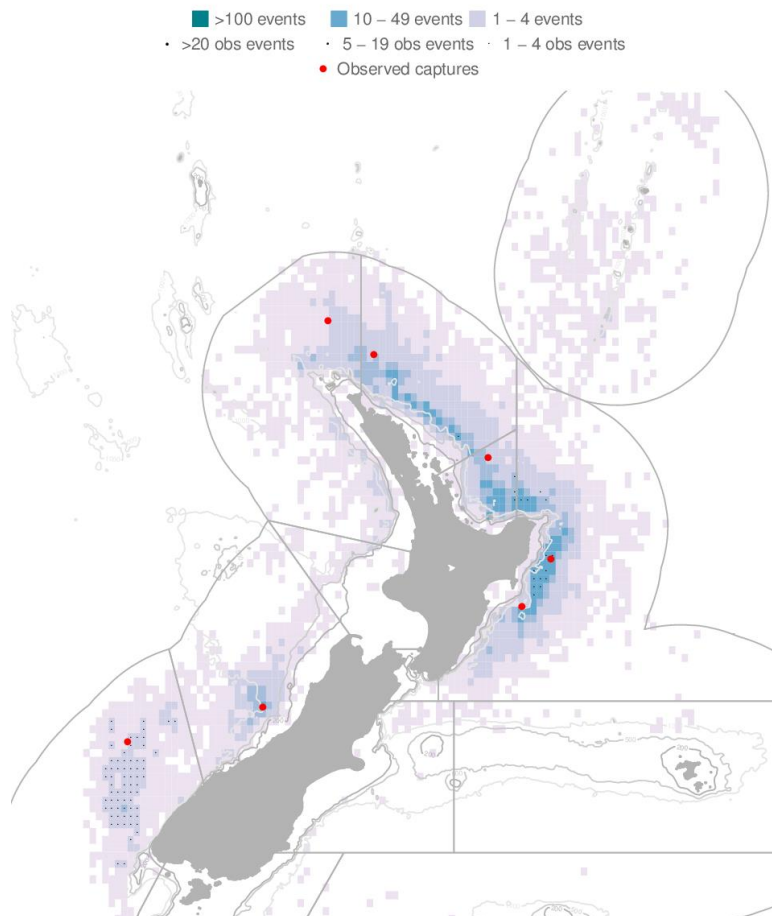 >100 events 10 – 49 events 1 – 4 events
>20 obs events 5 – 19 obs events 1 – 4 obs events
Observed captures